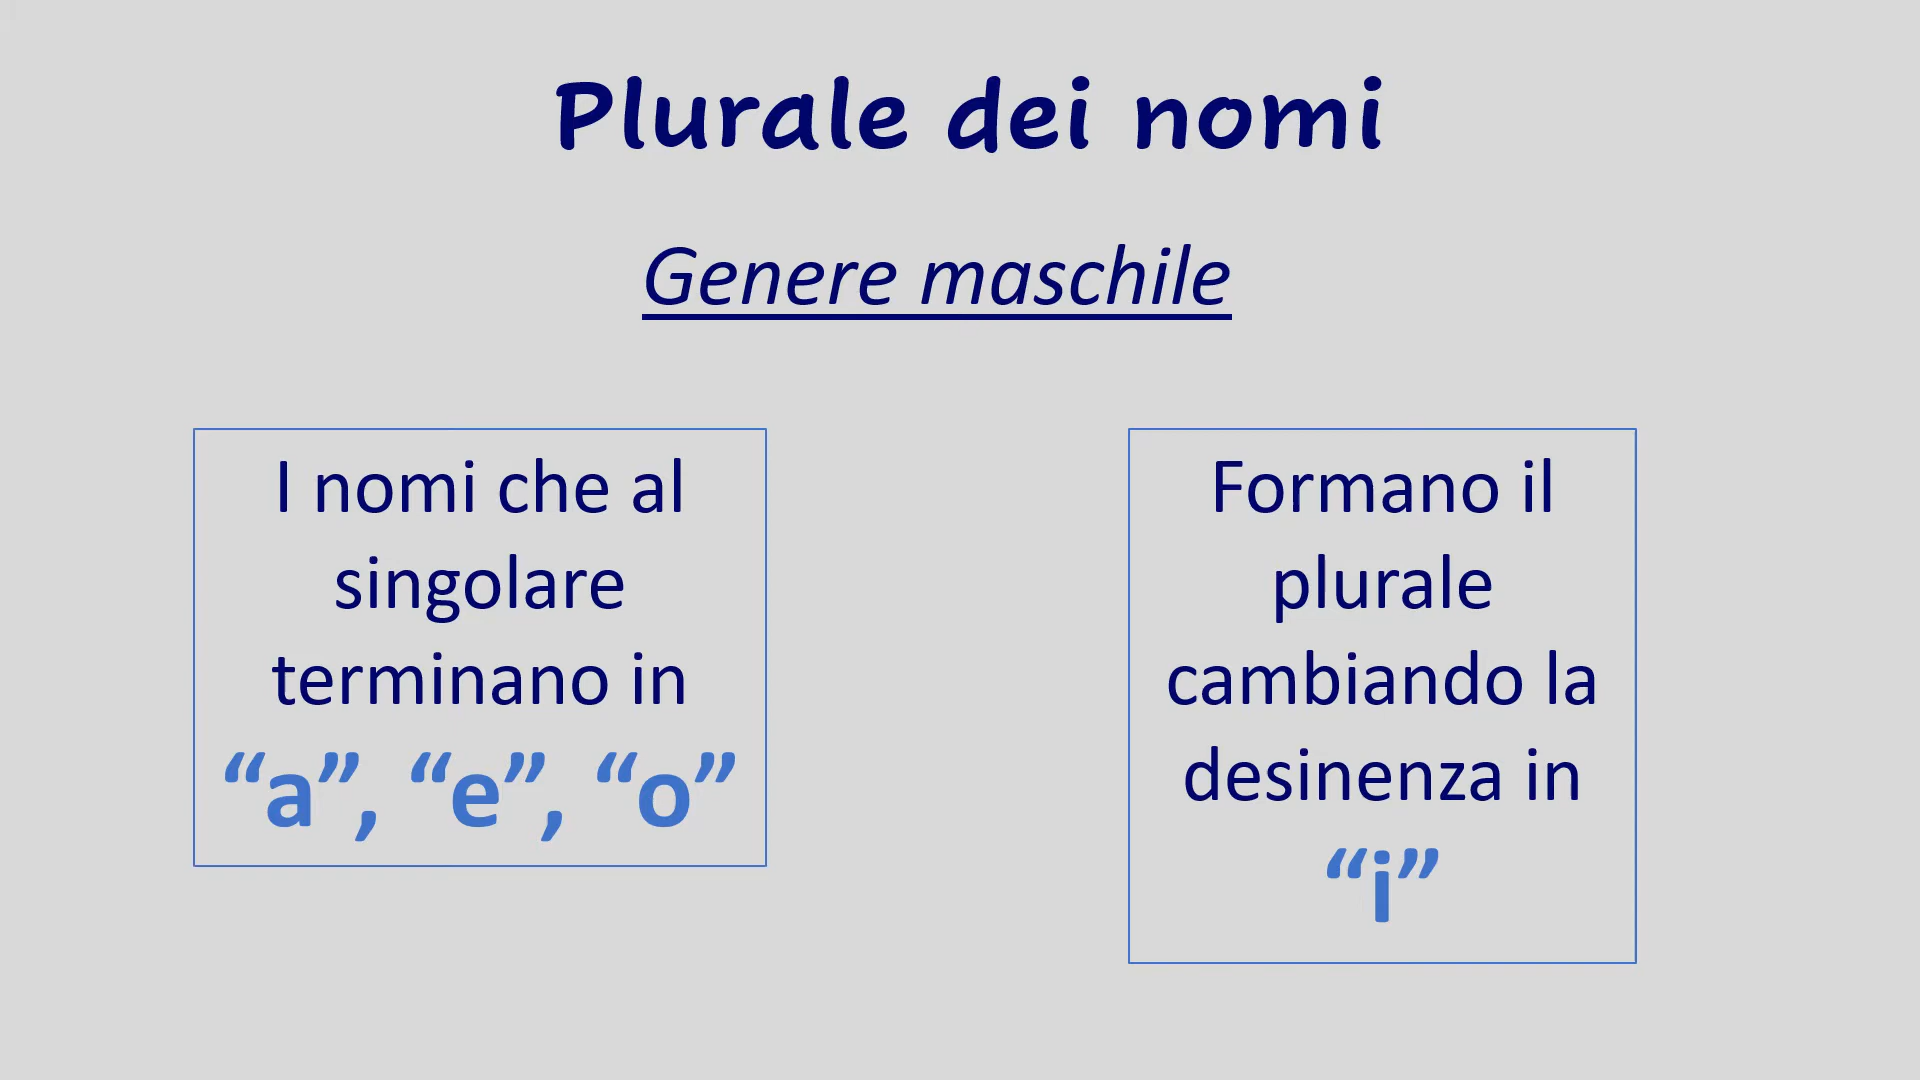 Plurale dei nomi
Genere maschile
I nomi che al
singolare
terminano in
“a”, “e”, “o”
Formano il
plurale
cambiando la
desinenza in
“i”